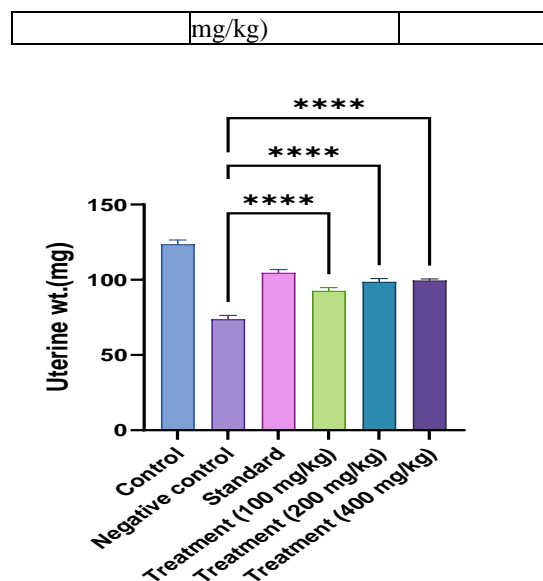 mg/kg)
****
****
****
150
100
50
0
Uterine wt.(mg)
Control
Negative control
Standard
Treatment (100 mg/kg)
Treatment (200 mg/kg)
Treatment (400 mg/kg)